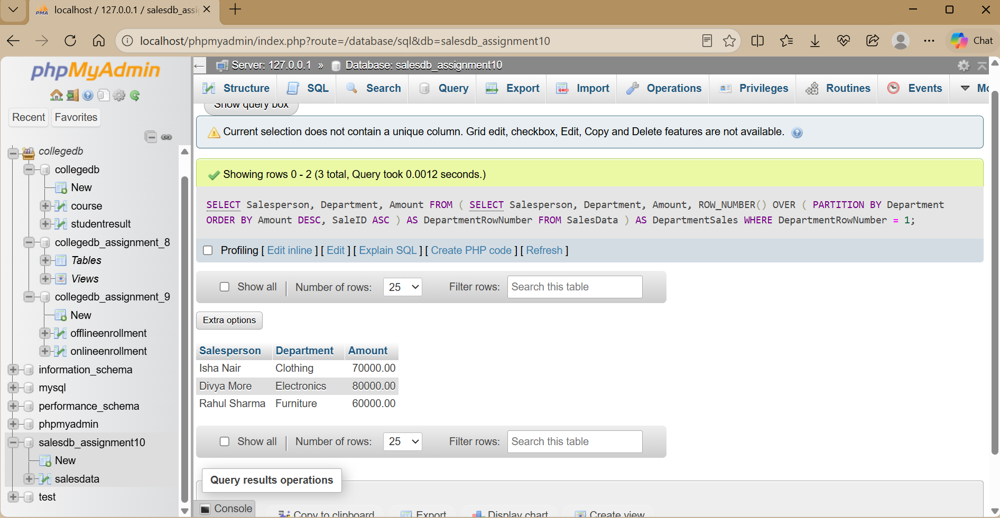 localhost / 127.0.0.1 / salesdb_assi
localhost/phpmyadmin/index.php?route=/database/sql&db=salesdb_assignment10
Chat
phpMyAdmin
Recent
Favorites
collegedb
collegedb
New
course
studentresult
collegedb_assignment_8
Tables
Views
collegedb_assignment_9
New
offlineenrollment
onlineenrollment
information_schema
mysql
performance_schema
phpmyadmin
salesdb_assignment10
New
salesdata
test
Server: 127.0.0.1 » Database: salesdb_assignment10
Structure SQL Search Query Export Import Operations Privileges Routines Events Mo
Show query box
Current selection does not contain a unique column. Grid edit, checkbox, Edit, Copy and Delete features are not available.
Showing rows 0 - 2 (3 total, Query took 0.0012 seconds.)
SELECT Salesperson, Department, Amount FROM ( SELECT Salesperson, Department, Amount, ROW_NUMBER() OVER ( PARTITION BY Department
ORDER BY Amount DESC, SaleID ASC ) AS DepartmentRowNumber FROM SalesData ) AS DepartmentSales WHERE DepartmentRowNumber = 1;
Profiling [ Edit inline ] [ Edit ] [ Explain SQL ] [ Create PHP code ] [ Refresh ]
Show all | Number of rows: 25 Filter rows: Search this table
Extra options
Salesperson Department Amount
Isha Nair Clothing 70000.00
Divya More Electronics 80000.00
Rahul Sharma Furniture 60000.00
Show all | Number of rows: 25 Filter rows: Search this table
Query results operations
Console
Copy to clipboard Export Display chart Create view